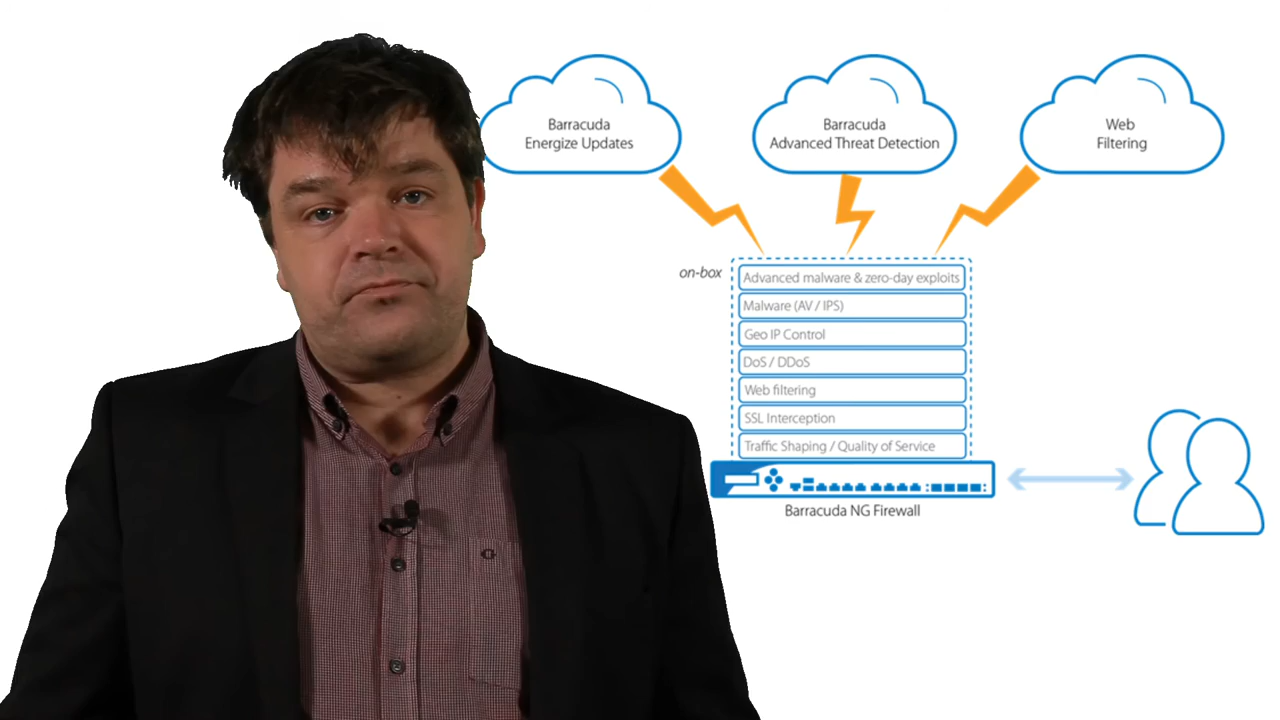 Barracuda
Energize Updates
Barracuda
Advanced Threat Detection
Web
Filtering
on-box
Advanced malware & zero-day exploits
Malware (AV / IPS)
Geo IP Control
DoS / DDoS
Web filtering
SSL Interception
Traffic Shaping / Quality of Service
Barracuda NG Firewall